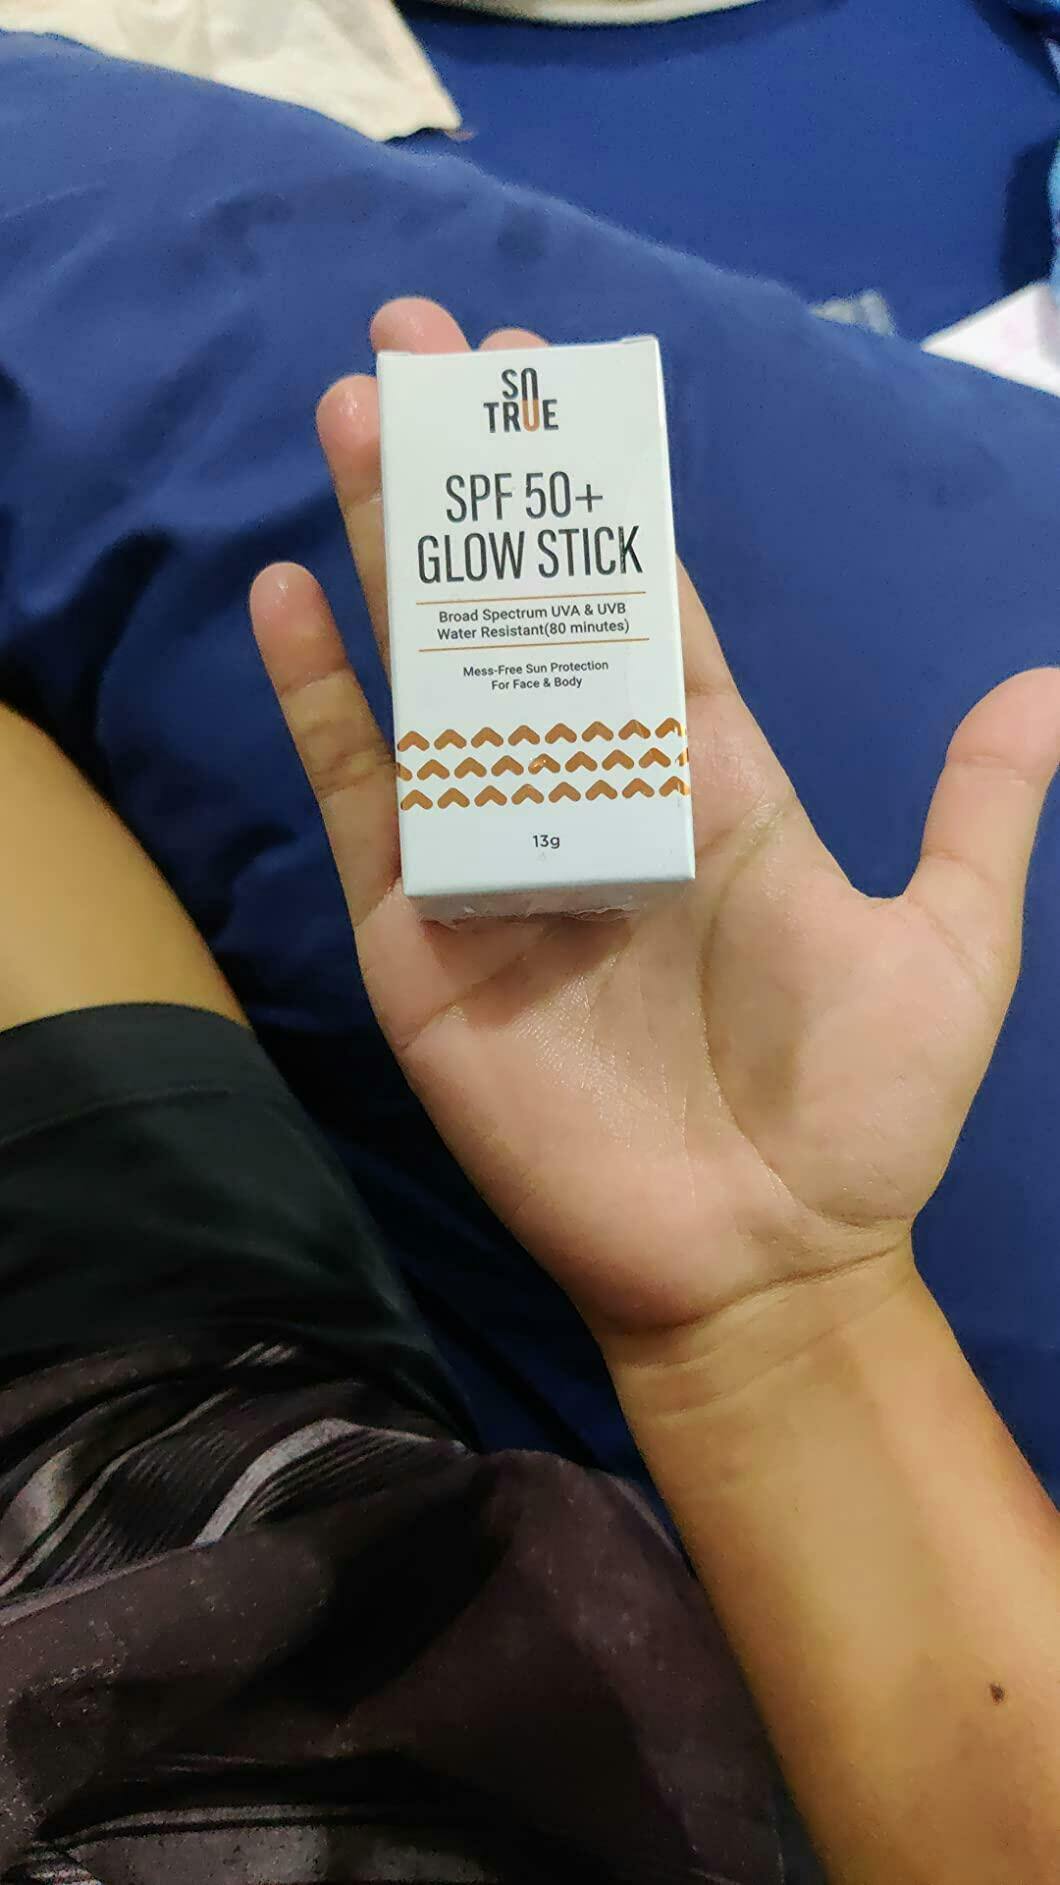 SO
TRUE
SPF 50+
GLOW STICK
Broad Spectrum UVA & UVB
Water Resistant(80 minutes)
Mess-Free Sun Protection
For Face & Body
13g